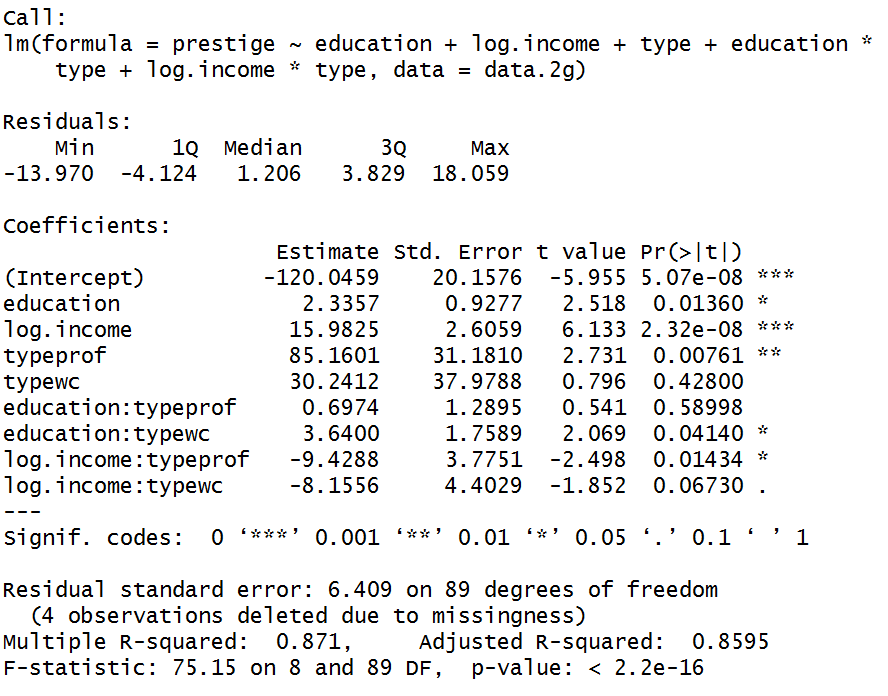 Call:
lm(formula = prestige ~ education + log.income + type + education *
    type + log.income * type, data = data.2g)

Residuals:
    Min      1Q  Median      3Q     Max
-13.970  -4.124   1.206   3.829  18.059

Coefficients:
                     Estimate Std. Error t value Pr(>|t|)
(Intercept)         -120.0459    20.1576  -5.955 5.07e-08 ***
education              2.3357     0.9277   2.518  0.01360 *
log.income            15.9825     2.6059   6.133 2.32e-08 ***
typeprof              85.1601    31.1810   2.731  0.00761 **
typewc                30.2412    37.9788   0.796  0.42800
education:typeprof     0.6974     1.2895   0.541  0.58998
education:typewc       3.6400     1.7589   2.069  0.04140 *
log.income:typeprof   -9.4288     3.7751  -2.498  0.01434 *
log.income:typewc     -8.1556     4.4029  -1.852  0.06730 .
---
Signif. codes:  0 ‘***’ 0.001 ‘**’ 0.01 ‘*’ 0.05 ‘.’ 0.1 ‘ ’ 1

Residual standard error: 6.409 on 89 degrees of freedom
  (4 observations deleted due to missingness)
Multiple R-squared:  0.871,     Adjusted R-squared:  0.8595
F-statistic: 75.15 on 8 and 89 DF,  p-value: < 2.2e-16